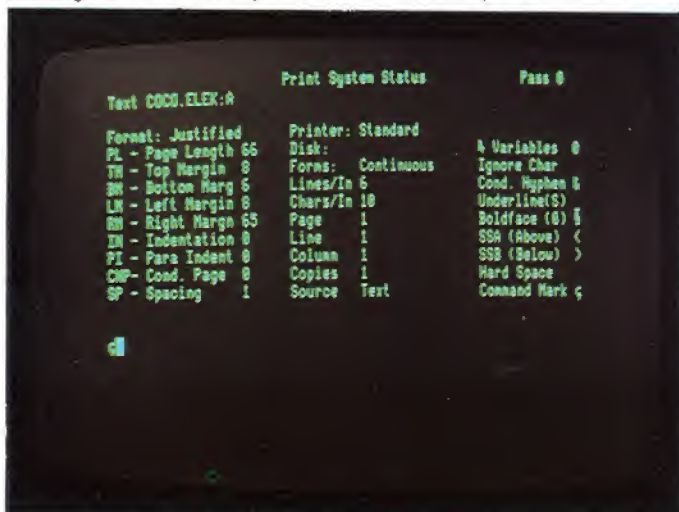 Print System Status Pass 0
Text COCO.ELEK:A
Format: Justified Printer: Standard
PL - Page Length 66 Disk: & Variables @
TM - Top Margin 8 Forms: Continuous Ignore Char
BM - Bottom Marg 6 Lines/In 6 Cond. Hyphen &
LM - Left Margin 8 Chars/In 10 Underline(S)
RM - Right Margn 65 Page 1 Boldface (@) §
IN - Indentation 0 Line 1 SSA (Above) <
PI - Para Indent 0 Column 1 SSB (Below) >
CNP- Cond. Page 0 Copies 1 Hard Space
SP - Spacing 1 Source Text Command Mark ç
ç